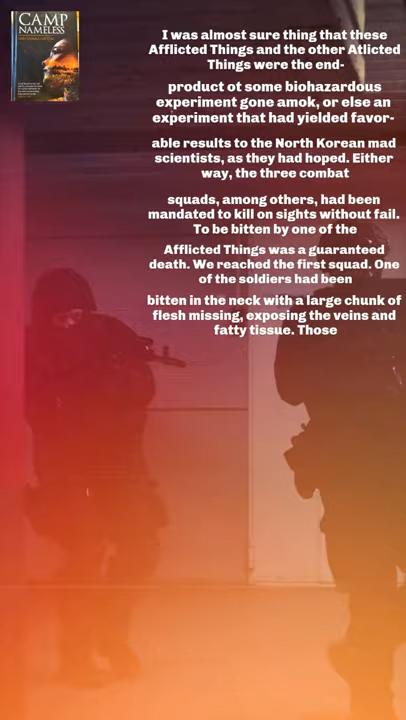 CAMP
NAMELESS
I was almost sure thing that these
Afflicted Things and the other Atlicted
Things were the end-
product ot some biohazardous
experiment gone amok, or else an
experiment that had yielded favor-
able results to the North Korean mad
scientists, as they had hoped. Either
way, the three combat
squads, among others, had been
mandated to kill on sights without fail.
To be bitten by one of the
Afflicted Things was a guaranteed
death. We reached the first squad. One
of the soldiers had been
bitten in the neck with a large chunk of
flesh missing, exposing the veins and
fatty tissue. Those